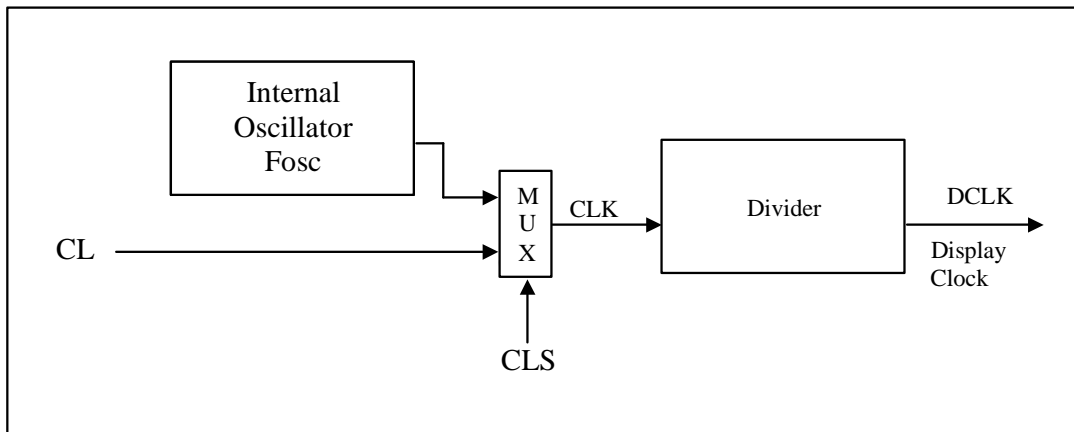 Internal
Oscillator
Fosc
M
U
X
CL
CLS
CLK
Divider
DCLK
Display
Clock